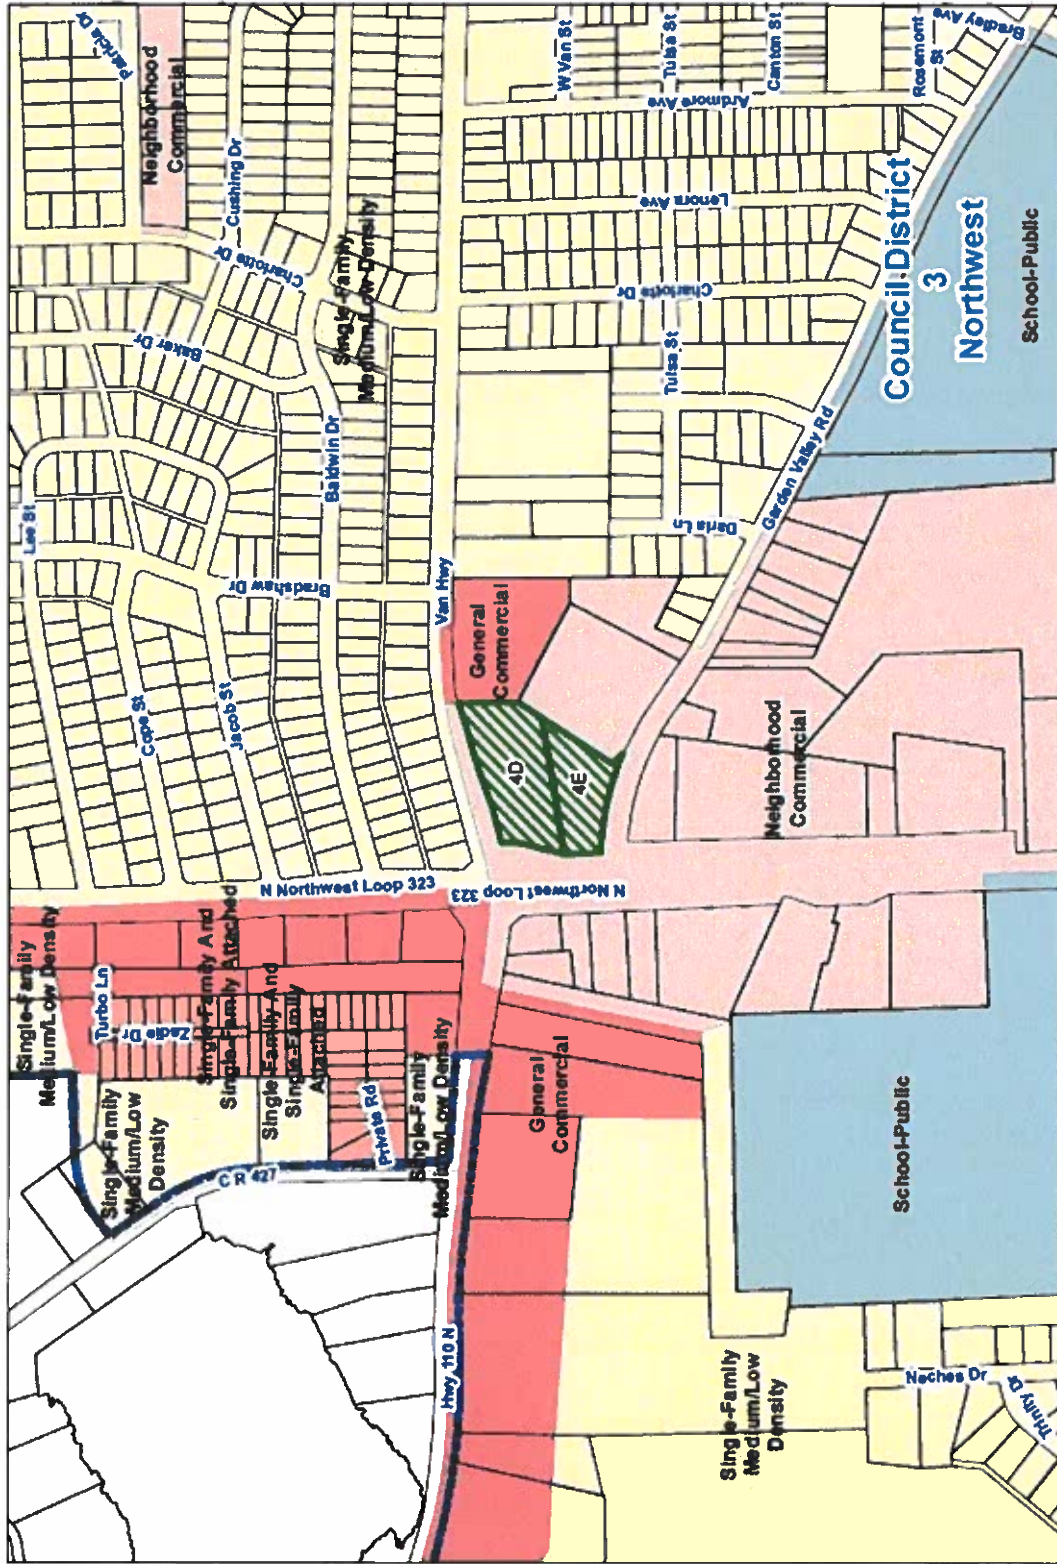 Patricia Dr
Neighborhood
Commercial
Cushing Dr
Charlotte Dr
Single-Family
Medium/Low Density
Baker Dr
Baldwin Dr
Lee St
Bradshaw Dr
Cope St
Jacob St
Van Hwy
W Van St
Tulsa St
Canton St
Rosemont
St
Bradley Ave
Ardmore Ave
Lenora Ave
Charlotte Dr
Tulsa St
Darla Ln
Garden Valley Rd
Council District
3
Northwest
School-Public
General
Commercial
4D
4E
Neighborhood
Commercial
N Northwest Loop 323
N Northwest Loop 323
Single-Family
Medium/Low Density
Turbo Ln
Zadie Dr
Single-Family And
Single-Family Attached
Single-Family And
Single-Family
Attached
Single-Family
Medium/Low
Density
Private Rd
Single-Family
Medium/Low Density
C R 427
Hwy 110 N
General
Commercial
School-Public
Single-Family
Medium/Low
Density
Neches Dr
Trinity Dr